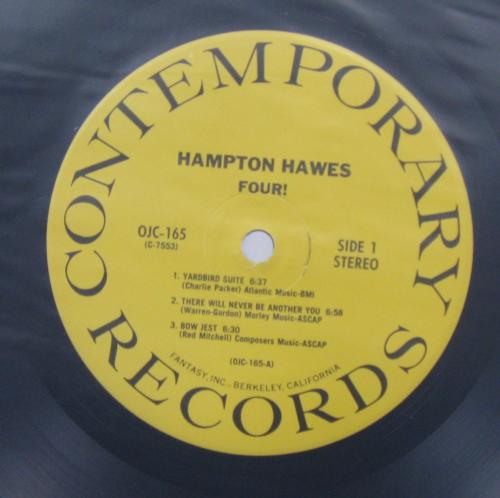 CONTEMPORARY RECORDS
HAMPTON HAWES
FOUR!
OJC-165
(C-7553)
SIDE 1
STEREO
1. YARDBIRD SUITE 6:37
(Charlie Parker) Atlantic Music-BMI
2. THERE WILL NEVER BE ANOTHER YOU 6:58
(Warren-Gordon) Morley Music-ASCAP
3. BOW JEST 6:30
(Red Mitchell) Composers Music-ASCAP
(OJC-165-A)
FANTASY, INC., BERKELEY, CALIFORNIA